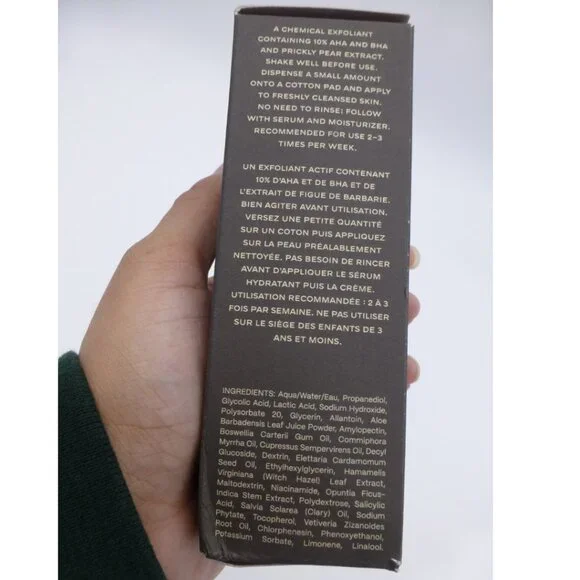 A CHEMICAL EXFOLIANT
CONTAINING 10% AHA AND BHA
AND PRICKLY PEAR EXTRACT.
SHAKE WELL BEFORE USE.
DISPENSE A SMALL AMOUNT
ONTO A COTTON PAD AND APPLY
TO FRESHLY CLEANSED SKIN.
NO NEED TO RINSE: FOLLOW
WITH SERUM AND MOISTURIZER.
RECOMMENDED FOR USE 2–3
TIMES PER WEEK.
UN EXFOLIANT ACTIF CONTENANT
10% D'AHA ET DE BHA ET DE
L'EXTRAIT DE FIGUE DE BARBARIE.
BIEN AGITER AVANT UTILISATION.
VERSEZ UNE PETITE QUANTITÉ
SUR UN COTON PUIS APPLIQUEZ
SUR LA PEAU PRÉALABLEMENT
NETTOYÉE. PAS BESOIN DE RINCER
AVANT D'APPLIQUER LE SÉRUM
HYDRATANT PUIS LA CRÈME.
UTILISATION RECOMMANDÉE : 2 À 3
FOIS PAR SEMAINE. NE PAS UTILISER
SUR LE SIÈGE DES ENFANTS DE 3
ANS ET MOINS.
INGREDIENTS: Aqua/Water/Eau, Propanediol,
Glycolic Acid, Lactic Acid, Sodium Hydroxide,
Polysorbate 20, Glycerin, Allantoin, Aloe
Barbadensis Leaf Juice Powder, Amylopectin,
Boswellia Carterii Gum Oil, Commiphora
Myrrha Oil, Cupressus Sempervirens Oil, Decyl
Glucoside, Dextrin, Elettaria Cardamomum
Seed Oil, Ethylhexylglycerin, Hamamelis
Virginiana (Witch Hazel) Leaf Extract,
Maltodextrin, Niacinamide, Opuntia Ficus-
Indica Stem Extract, Polydextrose, Salicylic
Acid, Salvia Sclarea (Clary) Oil, Sodium
Phytate, Tocopherol, Vetiveria Zizanoides
Root Oil, Chlorphenesin, Phenoxyethanol,
Potassium Sorbate, Limonene, Linalool.